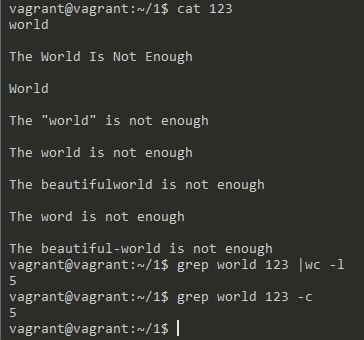 vagrant@vagrant:~/1$ cat 123
world
The World Is Not Enough
World
The "world" is not enough
The world is not enough
The beautifulworld is not enough
The word is not enough
The beautiful-world is not enough
vagrant@vagrant:~/1$ grep world 123 |wc -l
5
vagrant@vagrant:~/1$ grep world 123 -c
5
vagrant@vagrant:~/1$